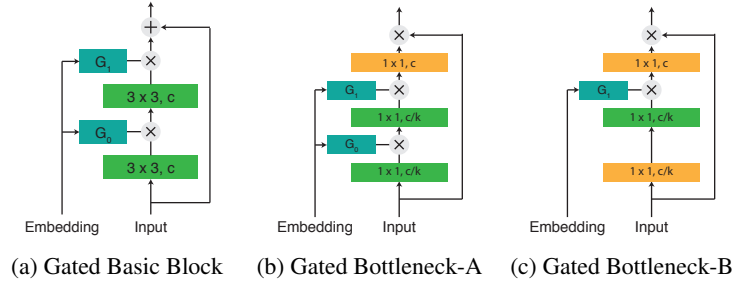 +
G1
×
3 x 3, c
G0
×
3 x 3, c
Embedding
Input
(a) Gated Basic Block
×
1 x 1, c
G1
×
1 x 1, c/k
G0
×
1 x 1, c/k
Embedding
Input
(b) Gated Bottleneck-A
×
1 x 1, c
G1
×
1 x 1, c/k
1 x 1, c/k
Embedding
Input
(c) Gated Bottleneck-B